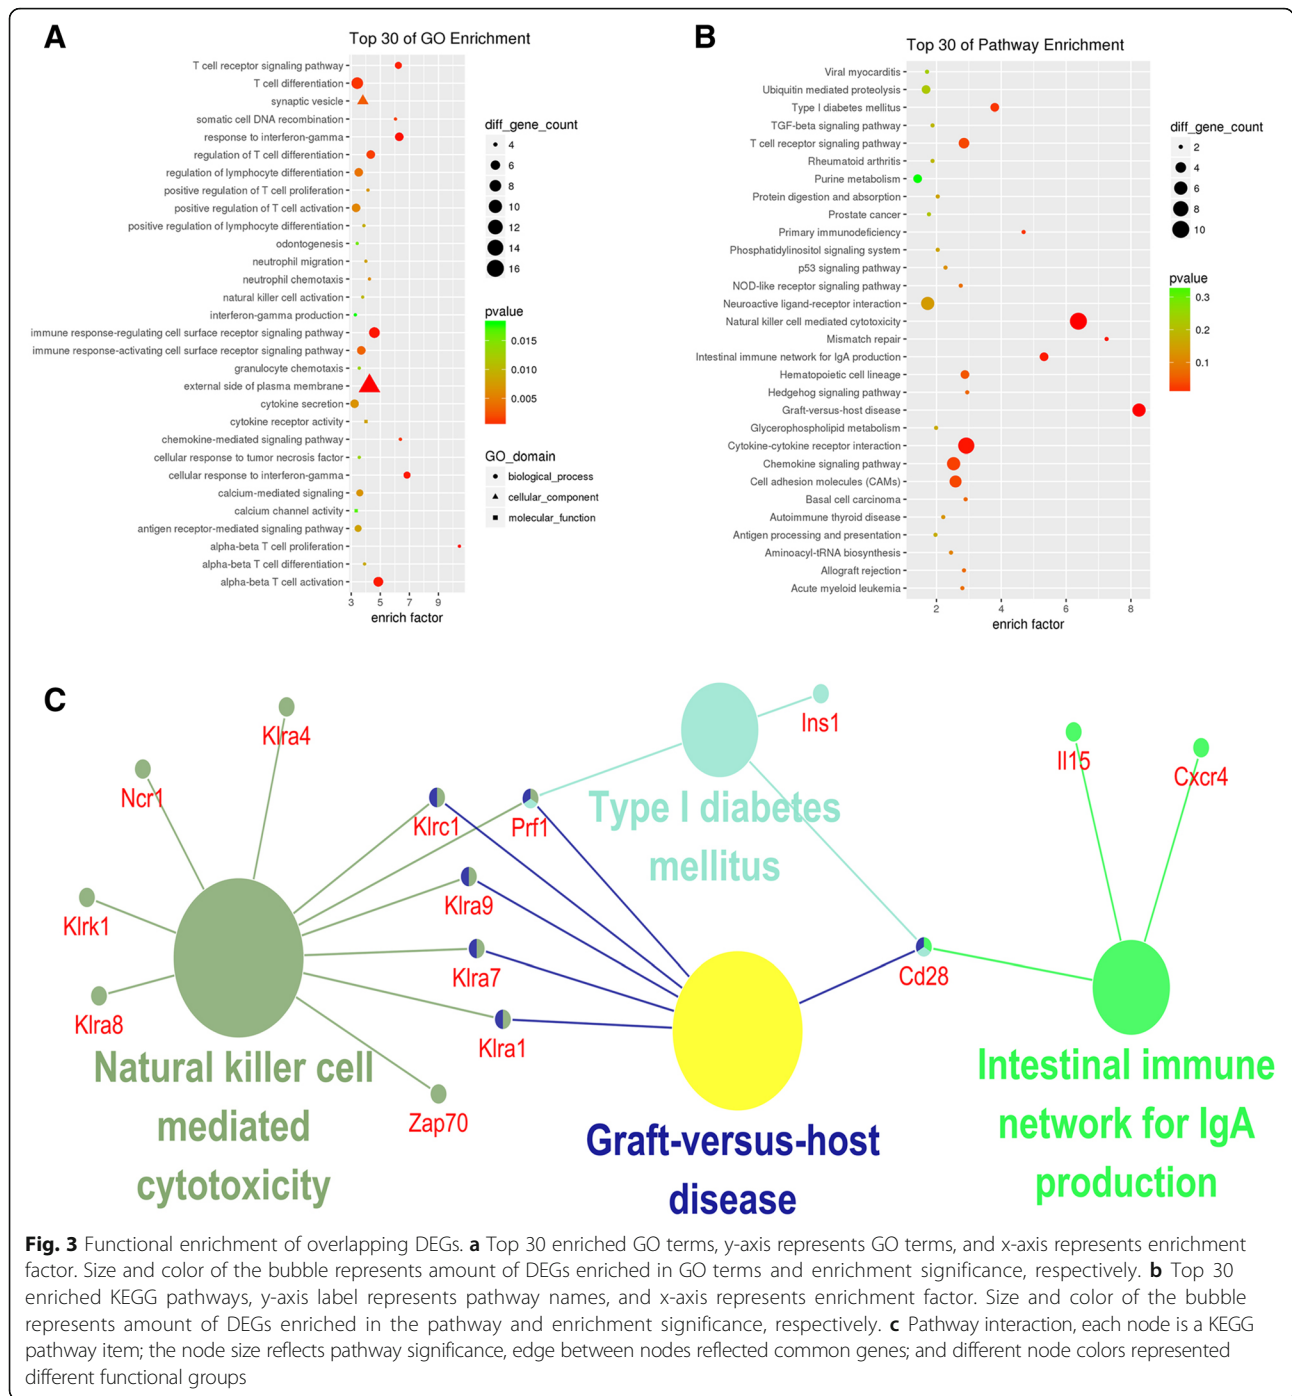 A
Top 30 of GO Enrichment
T cell receptor signaling pathway
T cell differentiation
synaptic vesicle
somatic cell DNA recombination
response to interferon-gamma
regulation of T cell differentiation
regulation of lymphocyte differentiation
positive regulation of T cell proliferation
positive regulation of T cell activation
positive regulation of lymphocyte differentiation
odontogenesis
neutrophil migration
neutrophil chemotaxis
natural killer cell activation
interferon-gamma production
immune response-regulating cell surface receptor signaling pathway
immune response-activating cell surface receptor signaling pathway
granulocyte chemotaxis
external side of plasma membrane
cytokine secretion
cytokine receptor activity
chemokine-mediated signaling pathway
cellular response to tumor necrosis factor
cellular response to interferon-gamma
calcium-mediated signaling
calcium channel activity
antigen receptor-mediated signaling pathway
alpha-beta T cell proliferation
alpha-beta T cell differentiation
alpha-beta T cell activation
3 5 7 9
enrich factor
diff_gene_count
4
6
8
10
12
14
16
pvalue
0.015
0.010
0.005
GO_domain
biological_process
cellular_component
molecular_function
B
Top 30 of Pathway Enrichment
Viral myocarditis
Ubiquitin mediated proteolysis
Type I diabetes mellitus
TGF-beta signaling pathway
T cell receptor signaling pathway
Rheumatoid arthritis
Purine metabolism
Protein digestion and absorption
Prostate cancer
Primary immunodeficiency
Phosphatidylinositol signaling system
p53 signaling pathway
NOD-like receptor signaling pathway
Neuroactive ligand-receptor interaction
Natural killer cell mediated cytotoxicity
Mismatch repair
Intestinal immune network for IgA production
Hematopoietic cell lineage
Hedgehog signaling pathway
Graft-versus-host disease
Glycerophospholipid metabolism
Cytokine-cytokine receptor interaction
Chemokine signaling pathway
Cell adhesion molecules (CAMs)
Basal cell carcinoma
Autoimmune thyroid disease
Antigen processing and presentation
Aminoacyl-tRNA biosynthesis
Allograft rejection
Acute myeloid leukemia
2 4 6 8
enrich factor
diff_gene_count
2
4
6
8
10
pvalue
0.3
0.2
0.1
C
Klra4
Ncr1
Klrk1
Klra8
Klrc1
Prf1
Klra9
Klra7
Klra1
Zap70
Ins1
Il15
Cxcr4
Cd28
Type I diabetes
mellitus
Natural killer cell
mediated
cytotoxicity
Graft-versus-host
disease
Intestinal immune
network for IgA
production
Fig. 3 Functional enrichment of overlapping DEGs. a Top 30 enriched GO terms, y-axis represents GO terms, and x-axis represents enrichment
factor. Size and color of the bubble represents amount of DEGs enriched in GO terms and enrichment significance, respectively. b Top 30
enriched KEGG pathways, y-axis label represents pathway names, and x-axis represents enrichment factor. Size and color of the bubble
represents amount of DEGs enriched in the pathway and enrichment significance, respectively. c Pathway interaction, each node is a KEGG
pathway item; the node size reflects pathway significance, edge between nodes reflected common genes; and different node colors represented
different functional groups